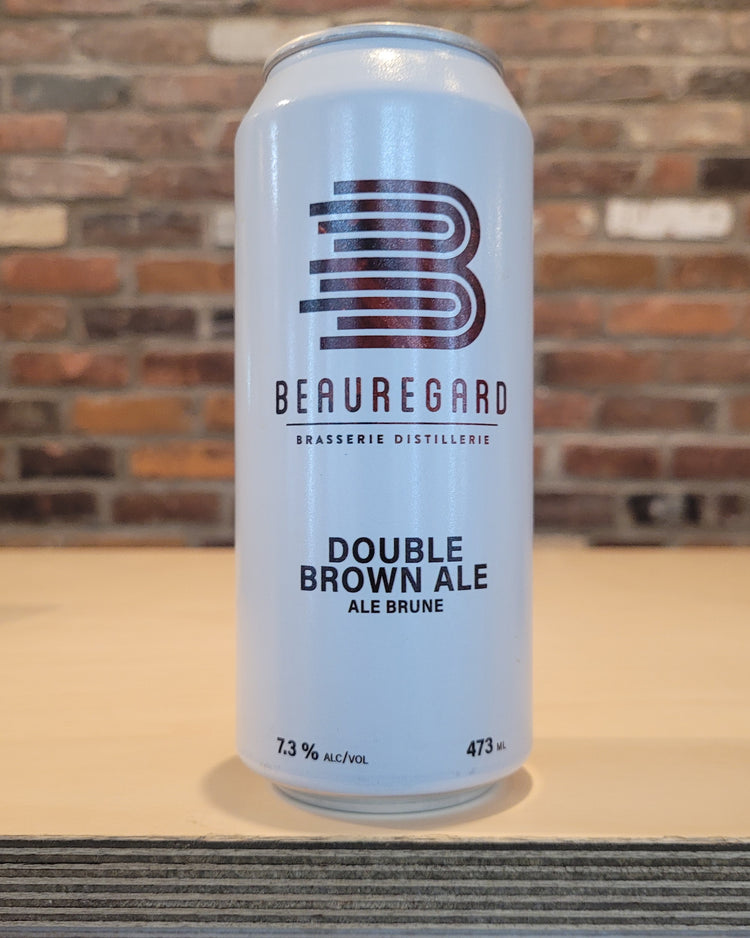 B
BEAUREGARD
BRASSERIE DISTILLERIE
DOUBLE
BROWN ALE
ALE BRUNE
7.3 % ALC/VOL
473 ML